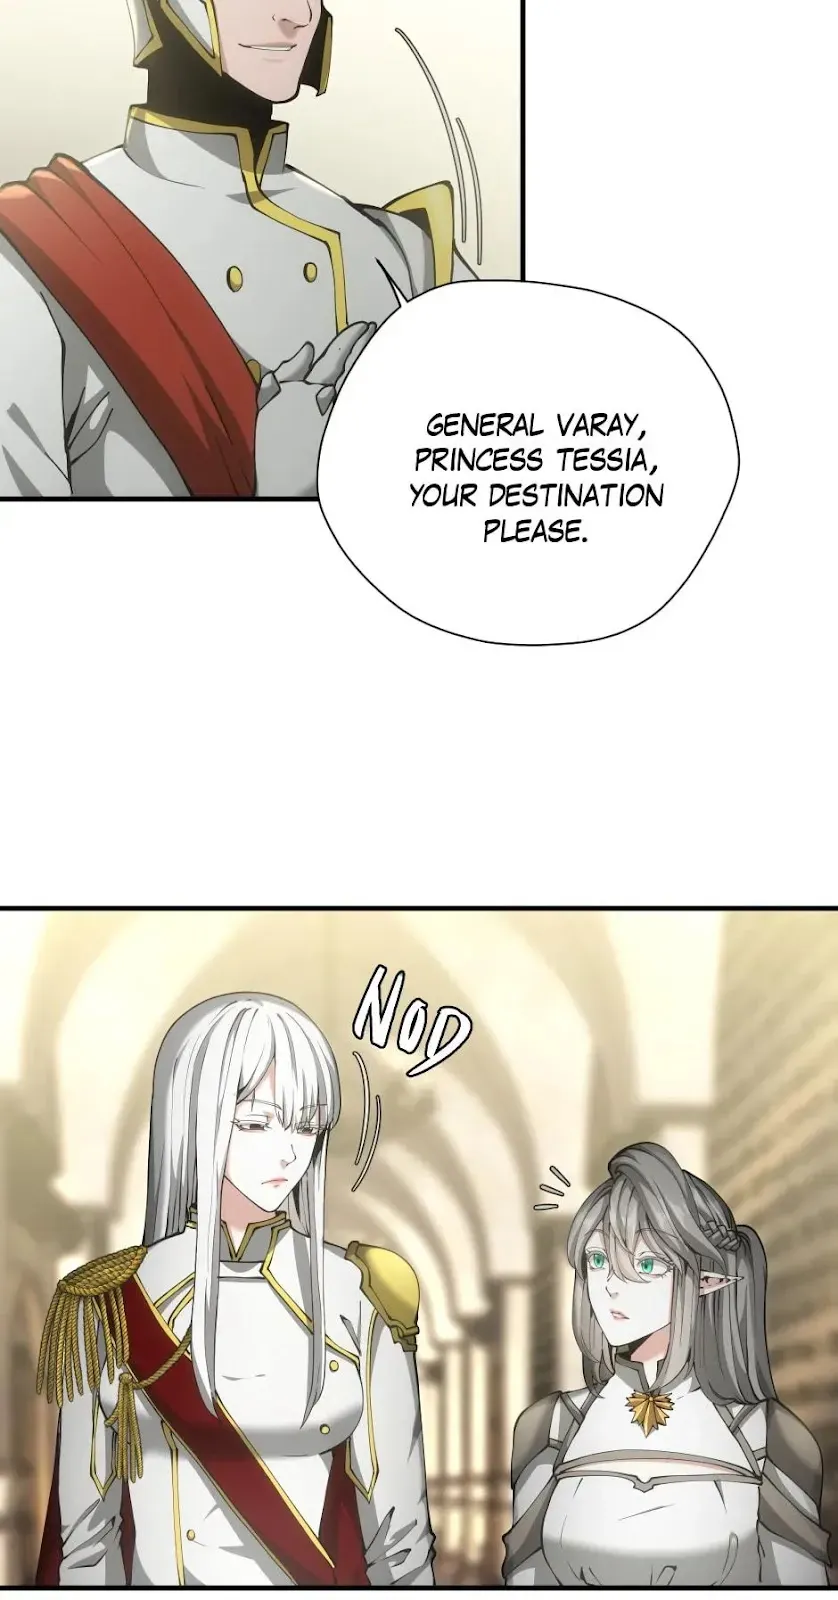 GENERAL VARAY,
PRINCESS TESSIA,
YOUR DESTINATION
PLEASE.
NOD